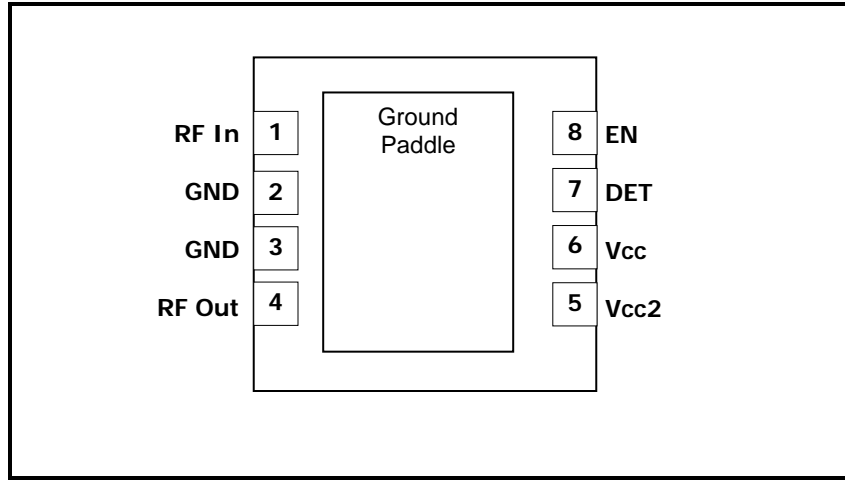 Ground
Paddle
RF In 1
GND 2
GND 3
RF Out 4
8 EN
7 DET
6 Vcc
5 Vcc2